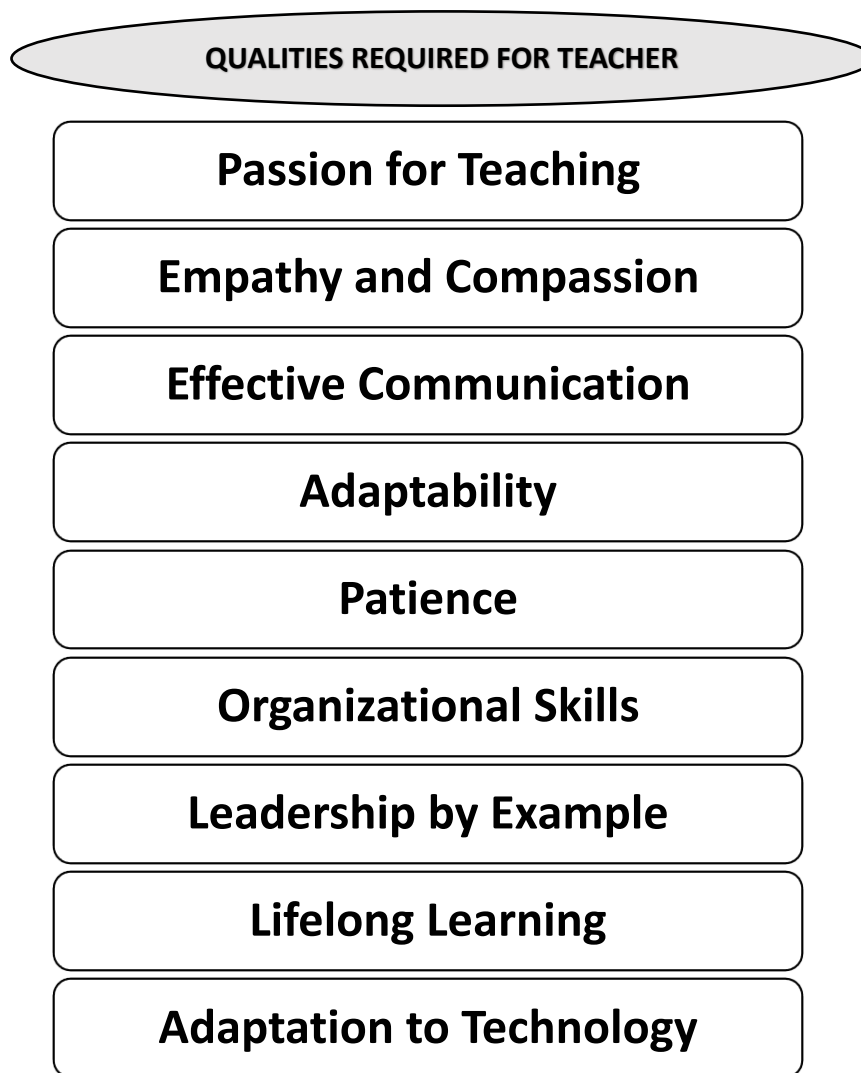 QUALITIES REQUIRED FOR TEACHER
Passion for Teaching
Empathy and Compassion
Effective Communication
Adaptability
Patience
Organizational Skills
Leadership by Example
Lifelong Learning
Adaptation to Technology